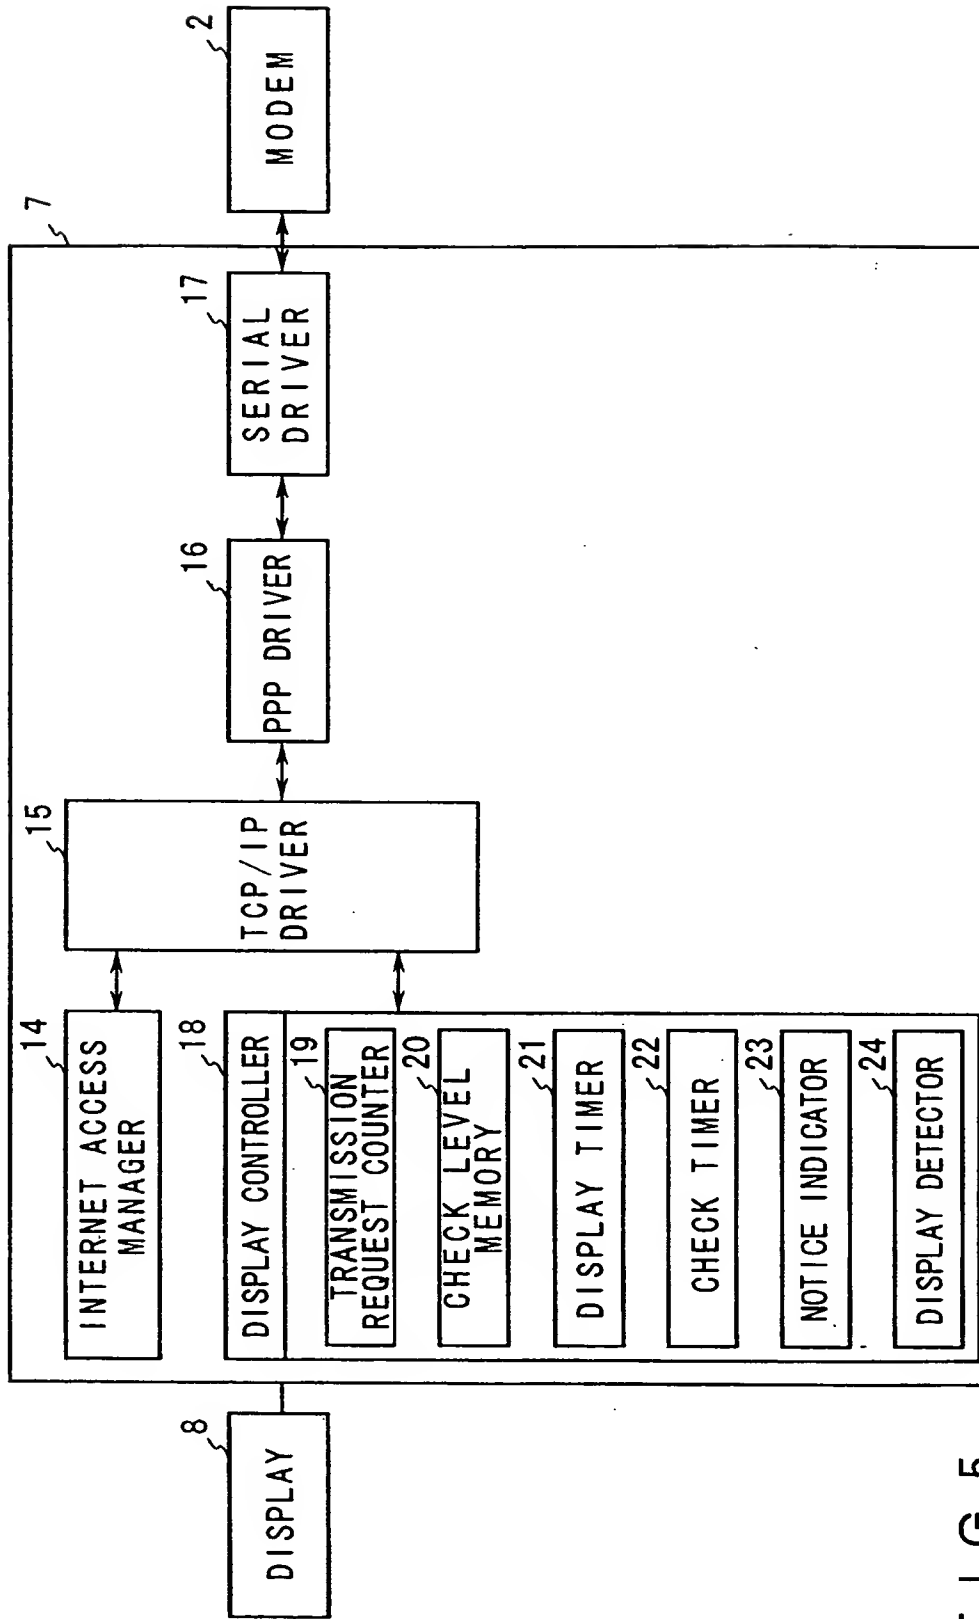 8
DISPLAY
7
14
INTERNET ACCESS
MANAGER
18
DISPLAY CONTROLLER
19
TRANSMISSION
REQUEST COUNTER
20
CHECK LEVEL
MEMORY
21
DISPLAY TIMER
22
CHECK TIMER
23
NOTICE INDICATOR
24
DISPLAY DETECTOR
15
TCP/IP
DRIVER
16
PPP DRIVER
17
SERIAL
DRIVER
2
MODEM
I G 5